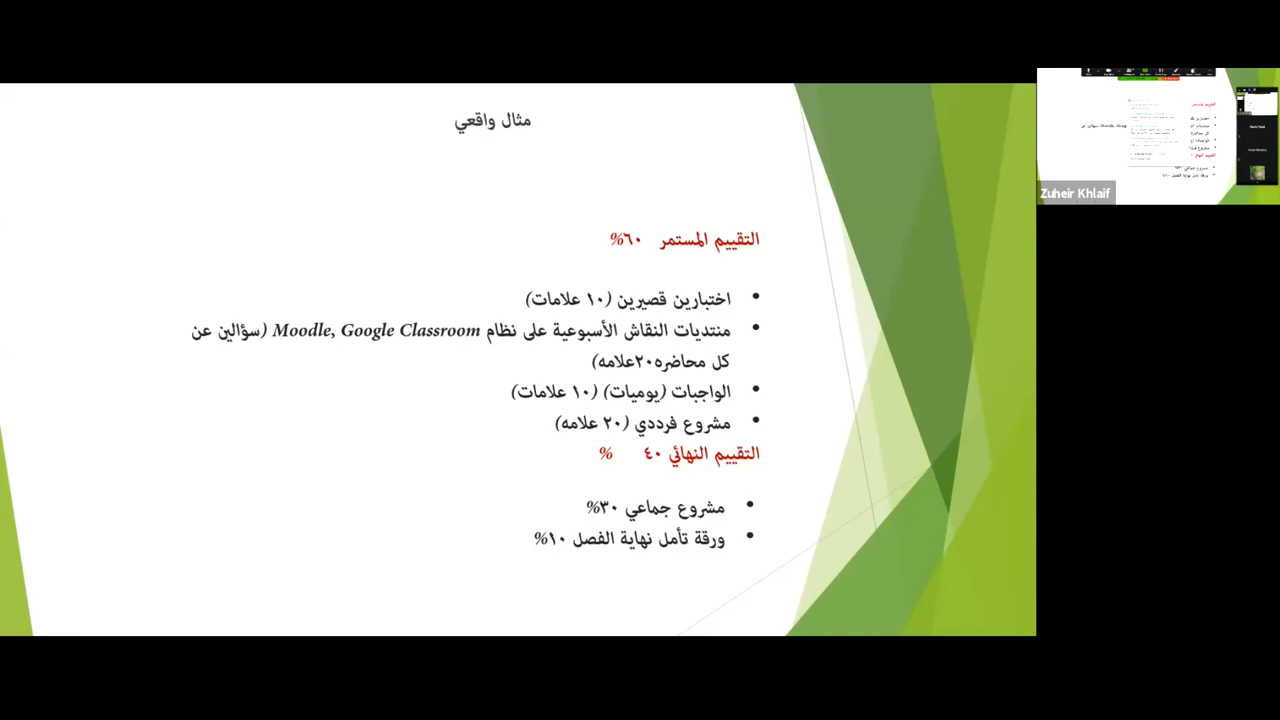 مثال واقعي
التقييم المستمر ٦٠%
اختبارين قصيرين (١٠ علامات)
منتديات النقاش الأسبوعية على نظام Moodle, Google Classroom (سؤالين عن
كل محاضره٢٠علامه)
الواجبات (يوميات) (١٠ علامات)
مشروع فرددي (٢٠ علامه)
التقييم النهائي ٤٠ %
مشروع جماعي ٣٠%
ورقة تأمل نهاية الفصل ١٠%
Zuheir Khlaif